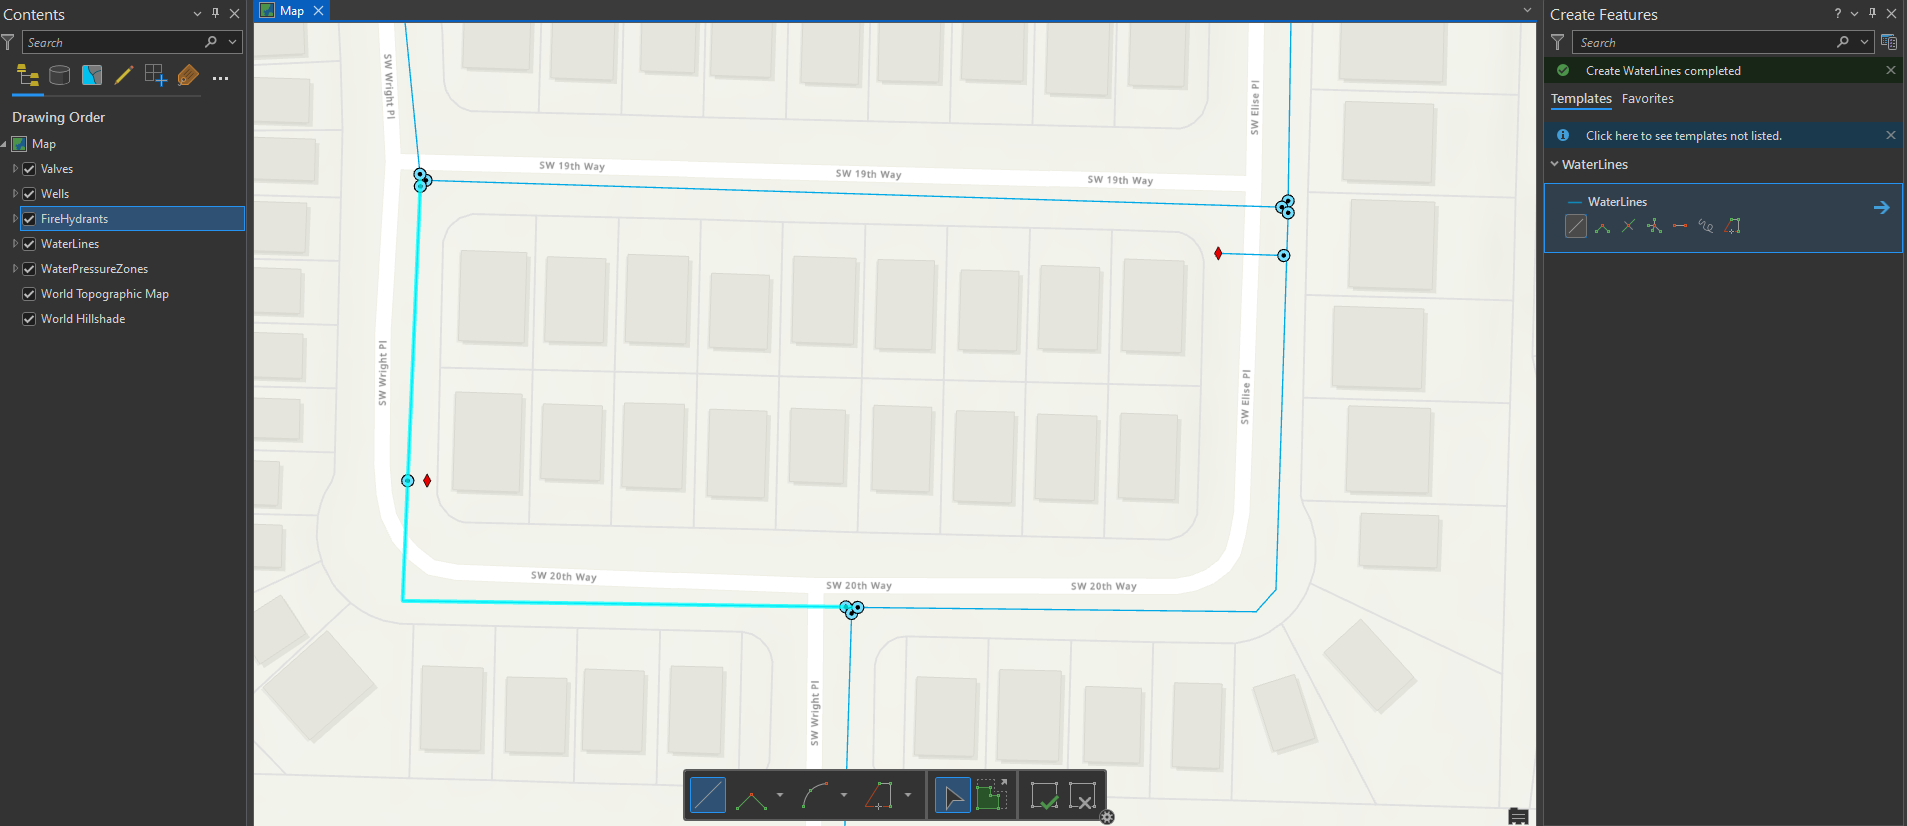 Contents
Search
Drawing Order
Map
Valves
Wells
FireHydrants
WaterLines
WaterPressureZones
World Topographic Map
World Hillshade
Map
SW Wright Pl
SW Elise Pl
SW 19th Way
SW 19th Way
SW 19th Way
SW Wright Pl
SW Elise Pl
SW 20th Way
SW 20th Way
SW 20th Way
SW Wright Pl
Create Features
?
Search
Create WaterLines completed
Templates Favorites
Click here to see templates not listed.
WaterLines
WaterLines